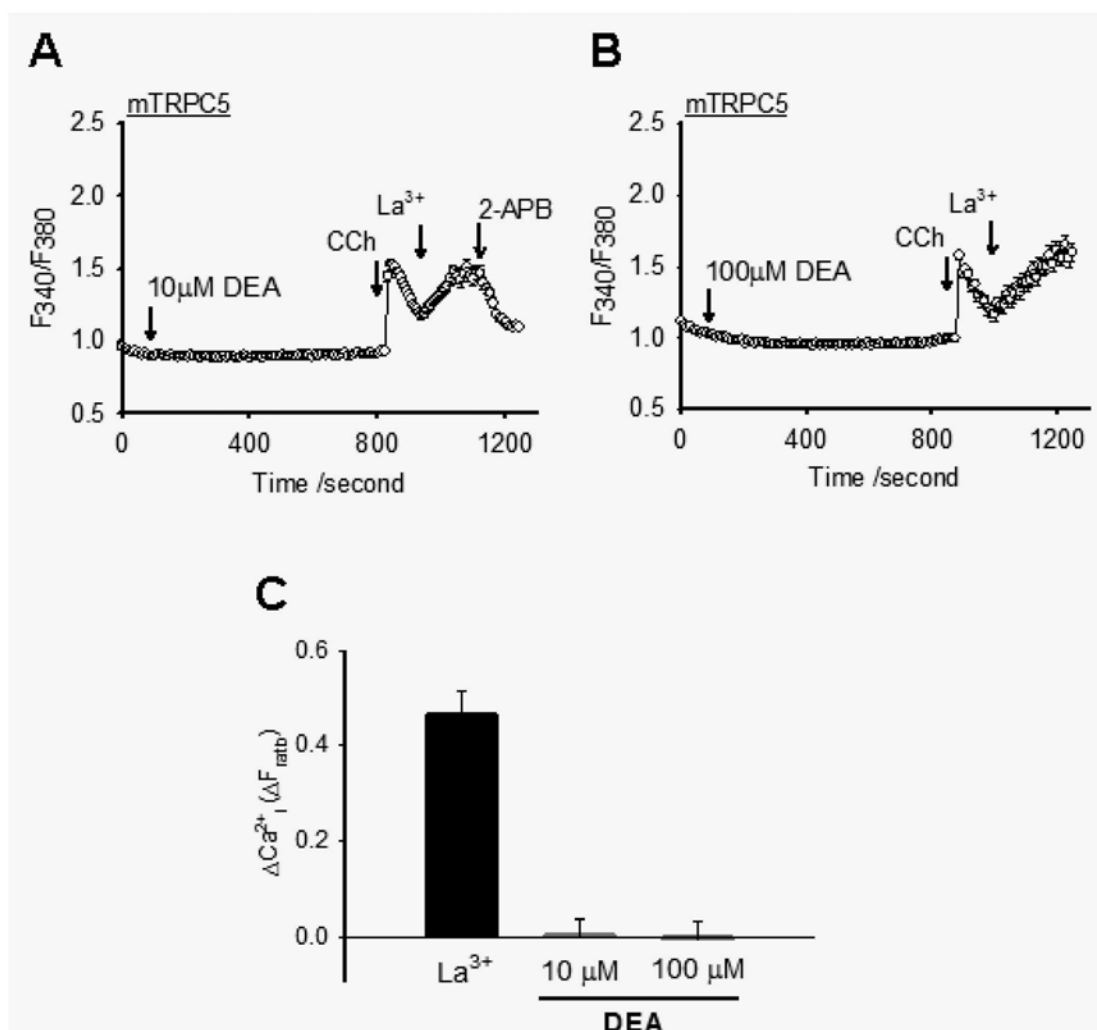 A
mTRPC5
2.5
2.0
1.5
1.0
0.5
F340/F380
10μM DEA
CCh
La3+
2-APB
0 400 800 1200
Time /second
B
mTRPC5
2.5
2.0
1.5
1.0
0.5
F340/F380
100μM DEA
CCh
La3+
0 400 800 1200
Time /second
C
0.6
0.4
0.2
0.0
ΔCa2+i (ΔFratb)
La3+ 10 μM 100 μM
DEA